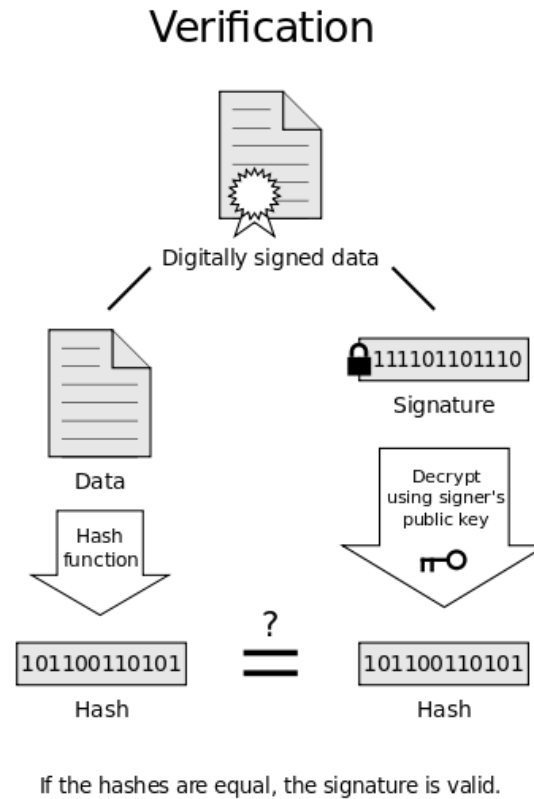 Verification
Digitally signed data
111101101110
Signature
Data
Decrypt
using signer's
public key
Hash
function
?
101100110101
101100110101
Hash
Hash
If the hashes are equal, the signature is valid.